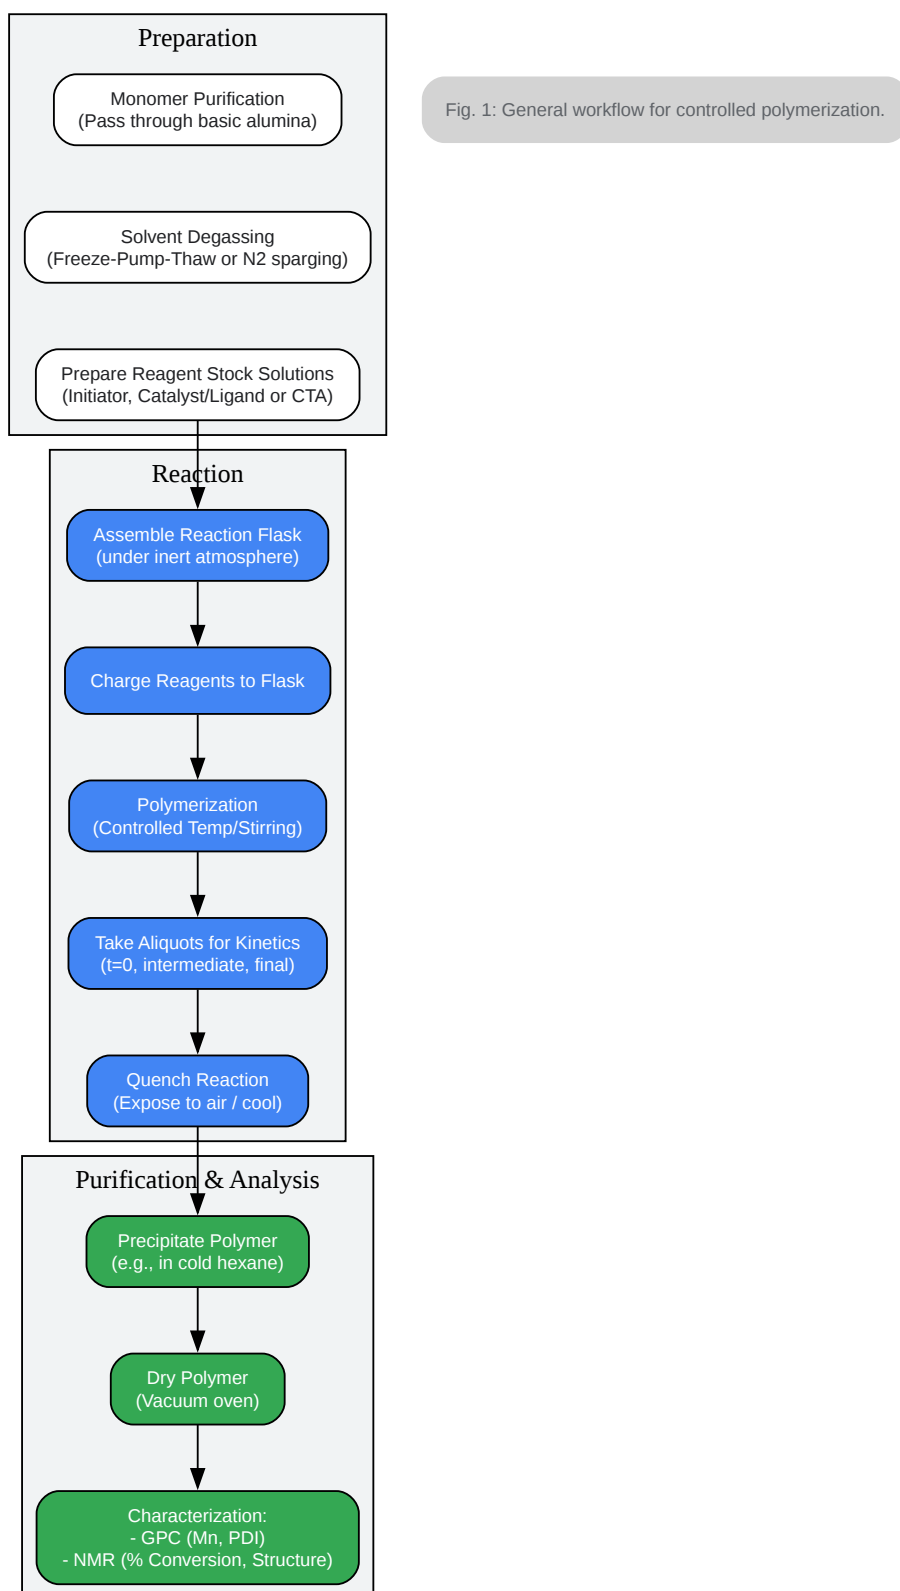 Preparation
Monomer Purification
(Pass through basic alumina)
Fig. 1: General workflow for controlled polymerization.
Solvent Degassing
(Freeze-Pump-Thaw or N2 sparging)
Prepare Reagent Stock Solutions
(Initiator, Catalyst/Ligand or CTA)
Reaction
Assemble Reaction Flask
(under inert atmosphere)
Charge Reagents to Flask
Polymerization
(Controlled Temp/Stirring)
Take Aliquots for Kinetics
(t=0, intermediate, final)
Quench Reaction
(Expose to air / cool)
Purification & Analysis
Precipitate Polymer
(e.g., in cold hexane)
Dry Polymer
(Vacuum oven)
Characterization:
- GPC (Mn, PDI)
- NMR (% Conversion, Structure)